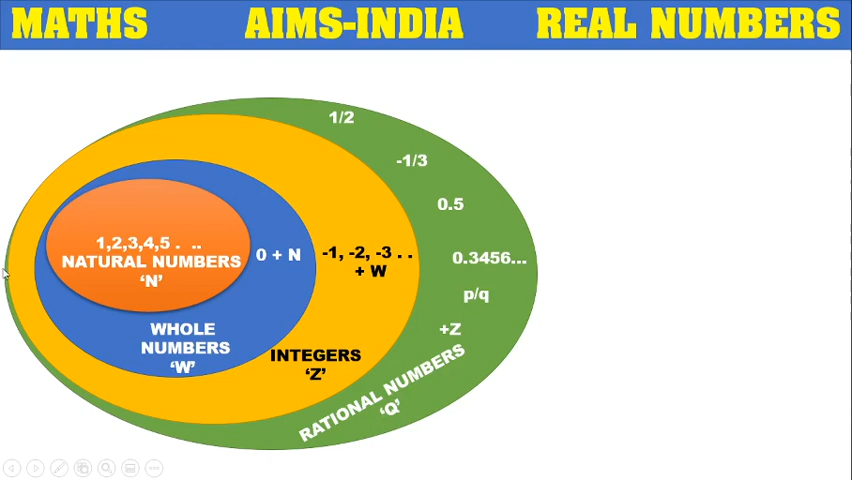 MATHS AIMS-INDIA REAL NUMBERS
1/2
-1/3
0.5
0.3456...
p/q
+Z
RATIONAL NUMBERS
‘Q’
-1, -2, -3 . .
+ W
INTEGERS
‘Z’
0 + N
WHOLE
NUMBERS
‘W’
1,2,3,4,5 .  ..
NATURAL NUMBERS
‘N’